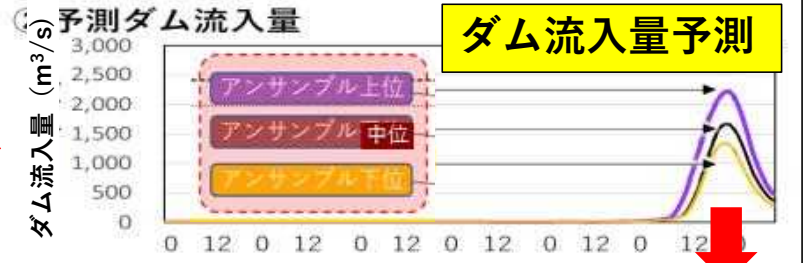 予測ダム流入量
ダム流入量予測
ダム流入量 (m³/s)
3,000
2,500
2,000
1,500
1,000
500
0
アンサンブル上位
アンサンブル 中位
アンサンブル下位
0 12 0 12 0 12 0 12 0 12 0 12